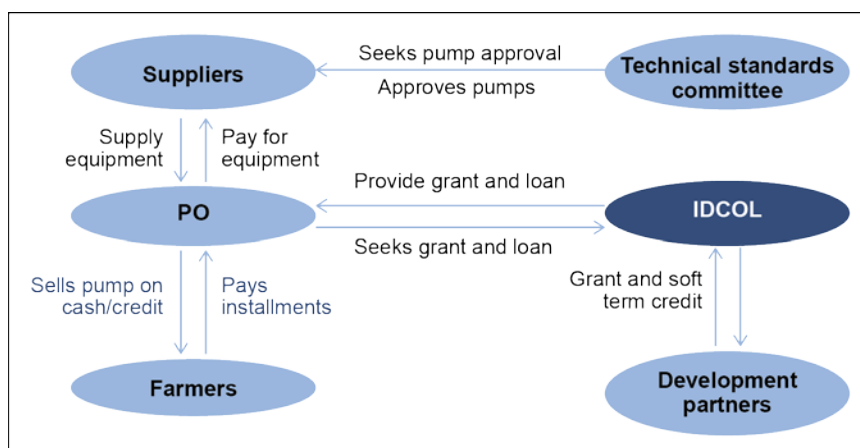 Suppliers
Seeks pump approval
Approves pumps
Technical standards
committee
Supply
equipment
Pay for
equipment
PO
Provide grant and loan
Seeks grant and loan
IDCOL
Sells pump on
cash/credit
Pays
installments
Grant and soft
term credit
Farmers
Development
partners